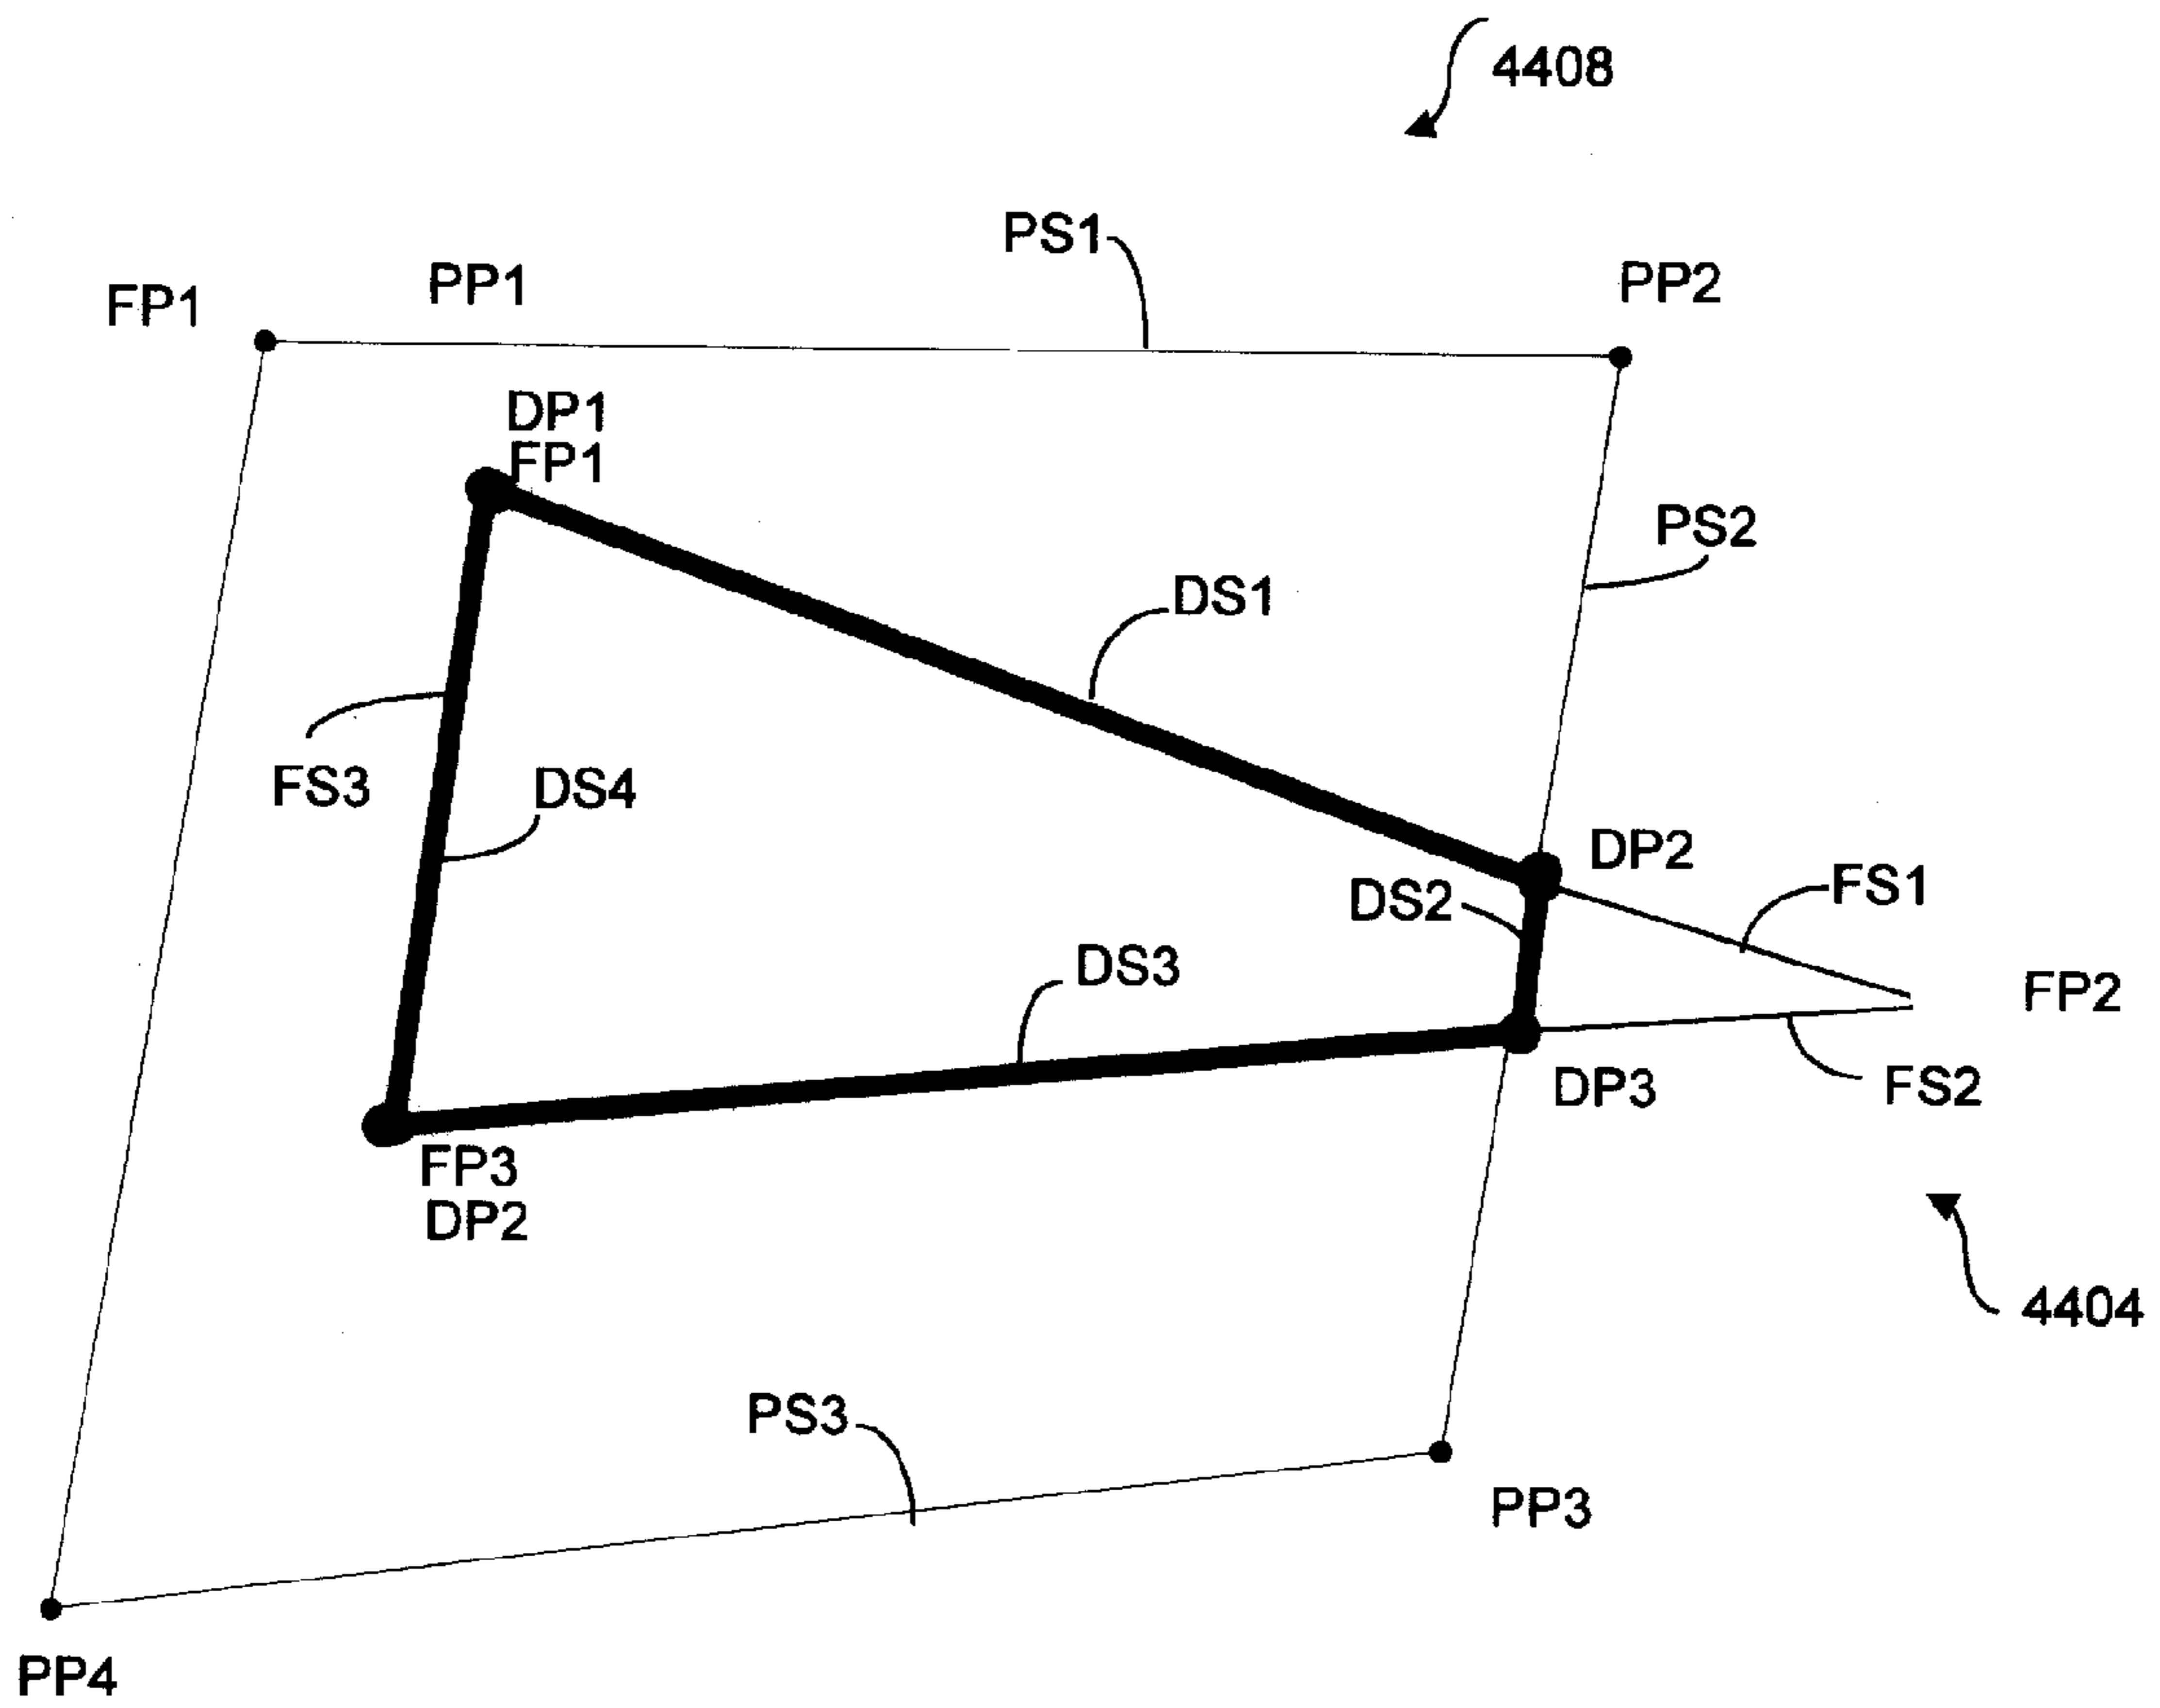 4408
PS1
PP1
PP2
FP1
DP1
FP1
PS2
DS1
FS3
DS4
DP2
DS2
FS1
DS3
FP2
DP3
FS2
FP3
DP2
4404
PS3
PP3
PP4